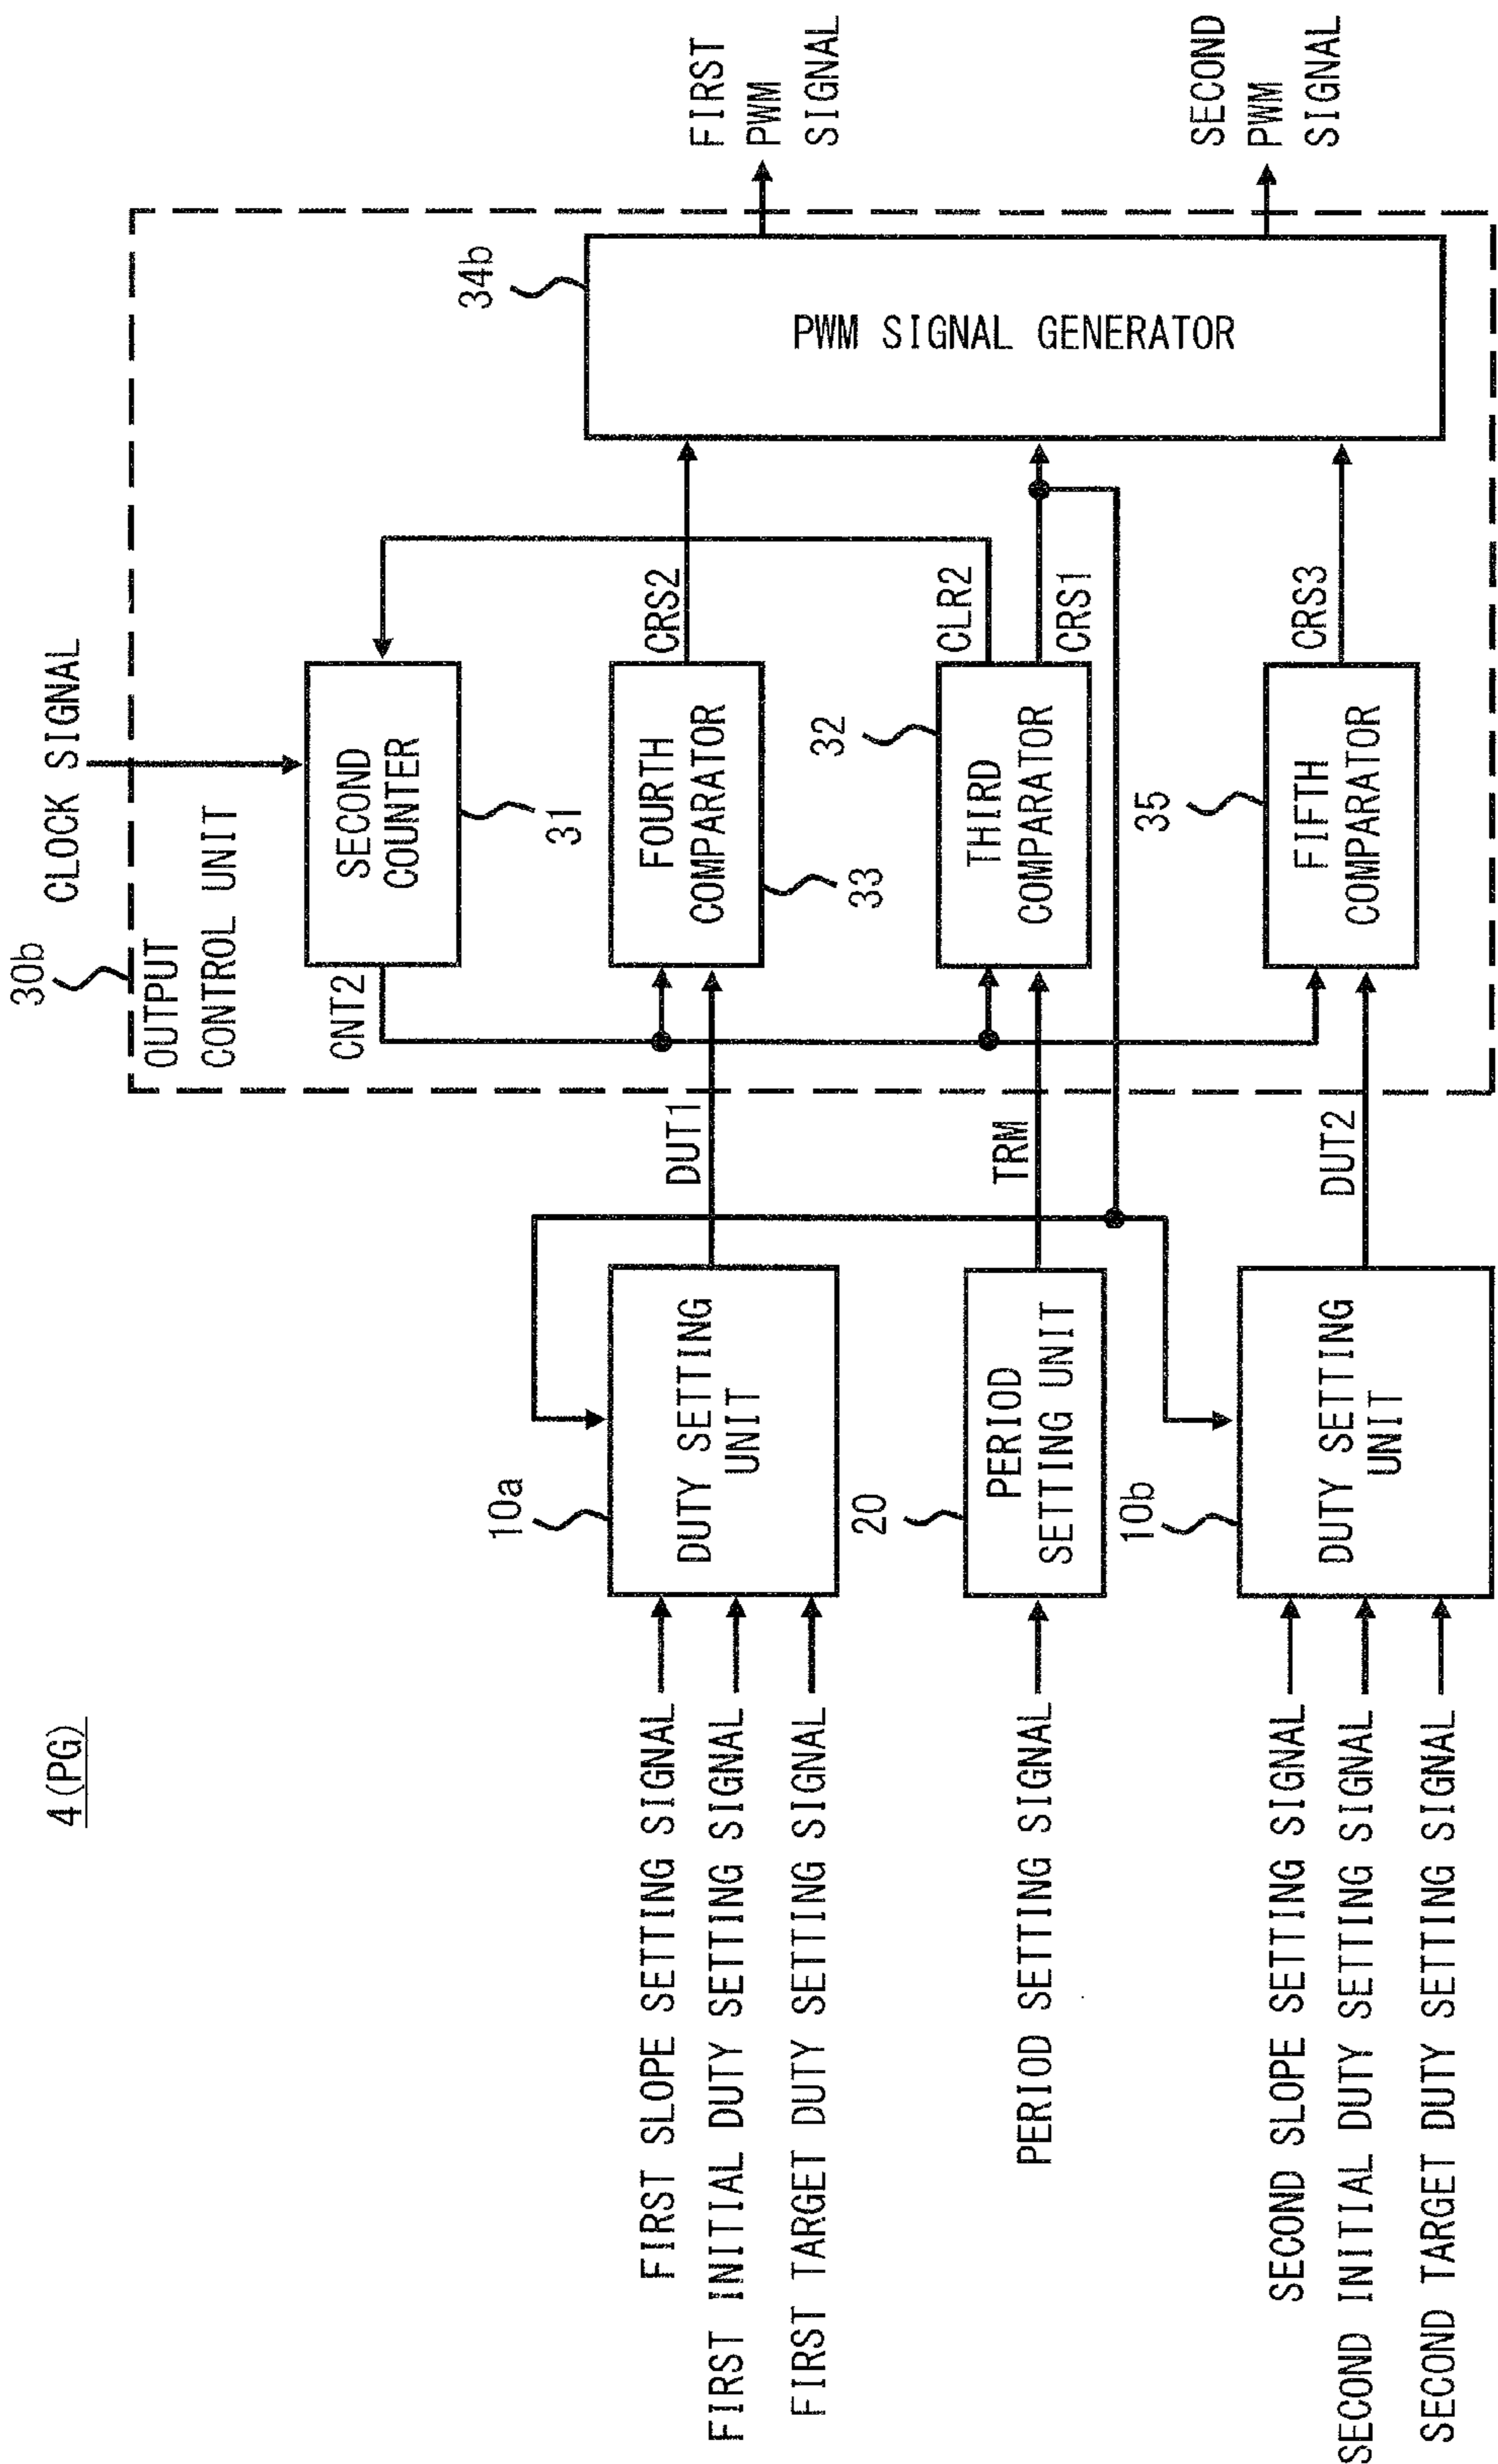 4(PG)
FIRST SLOPE SETTING SIGNAL
FIRST INITIAL DUTY SETTING SIGNAL
FIRST TARGET DUTY SETTING SIGNAL
PERIOD SETTING SIGNAL
SECOND SLOPE SETTING SIGNAL
SECOND INITIAL DUTY SETTING SIGNAL
SECOND TARGET DUTY SETTING SIGNAL
10a
DUTY SETTING
UNIT
20
PERIOD
SETTING UNIT
10b
DUTY SETTING
UNIT
DUT1
TRM
DUT2
30b
OUTPUT
CONTROL UNIT
CLOCK SIGNAL
CNT2
SECOND
COUNTER
31
FOURTH
COMPARATOR
33
CRS2
32
THIRD
COMPARATOR
CLR2
CRS1
35
FIFTH
COMPARATOR
CRS3
34b
PWM SIGNAL GENERATOR
FIRST
PWM
SIGNAL
SECOND
PWM
SIGNAL